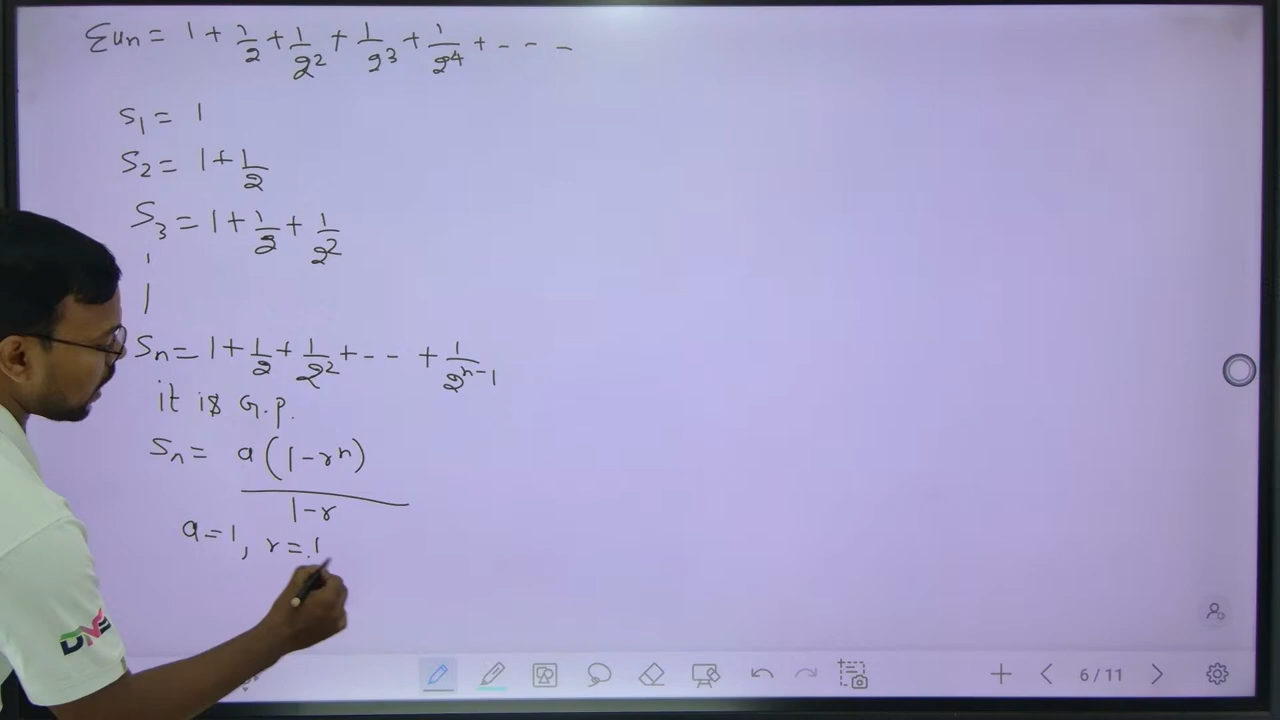 Σun = 1 + 1/2 + 1/2² + 1/2³ + 1/2⁴ + - - -
S₁ = 1
S₂ = 1 + 1/2
S₃ = 1 + 1/2 + 1/2²
Sn = 1 + 1/2 + 1/2² + - - + 1/2ⁿ⁻¹
it is G.P.
Sn = a(1-rⁿ)/1-r
a = 1, r = 1
6/11